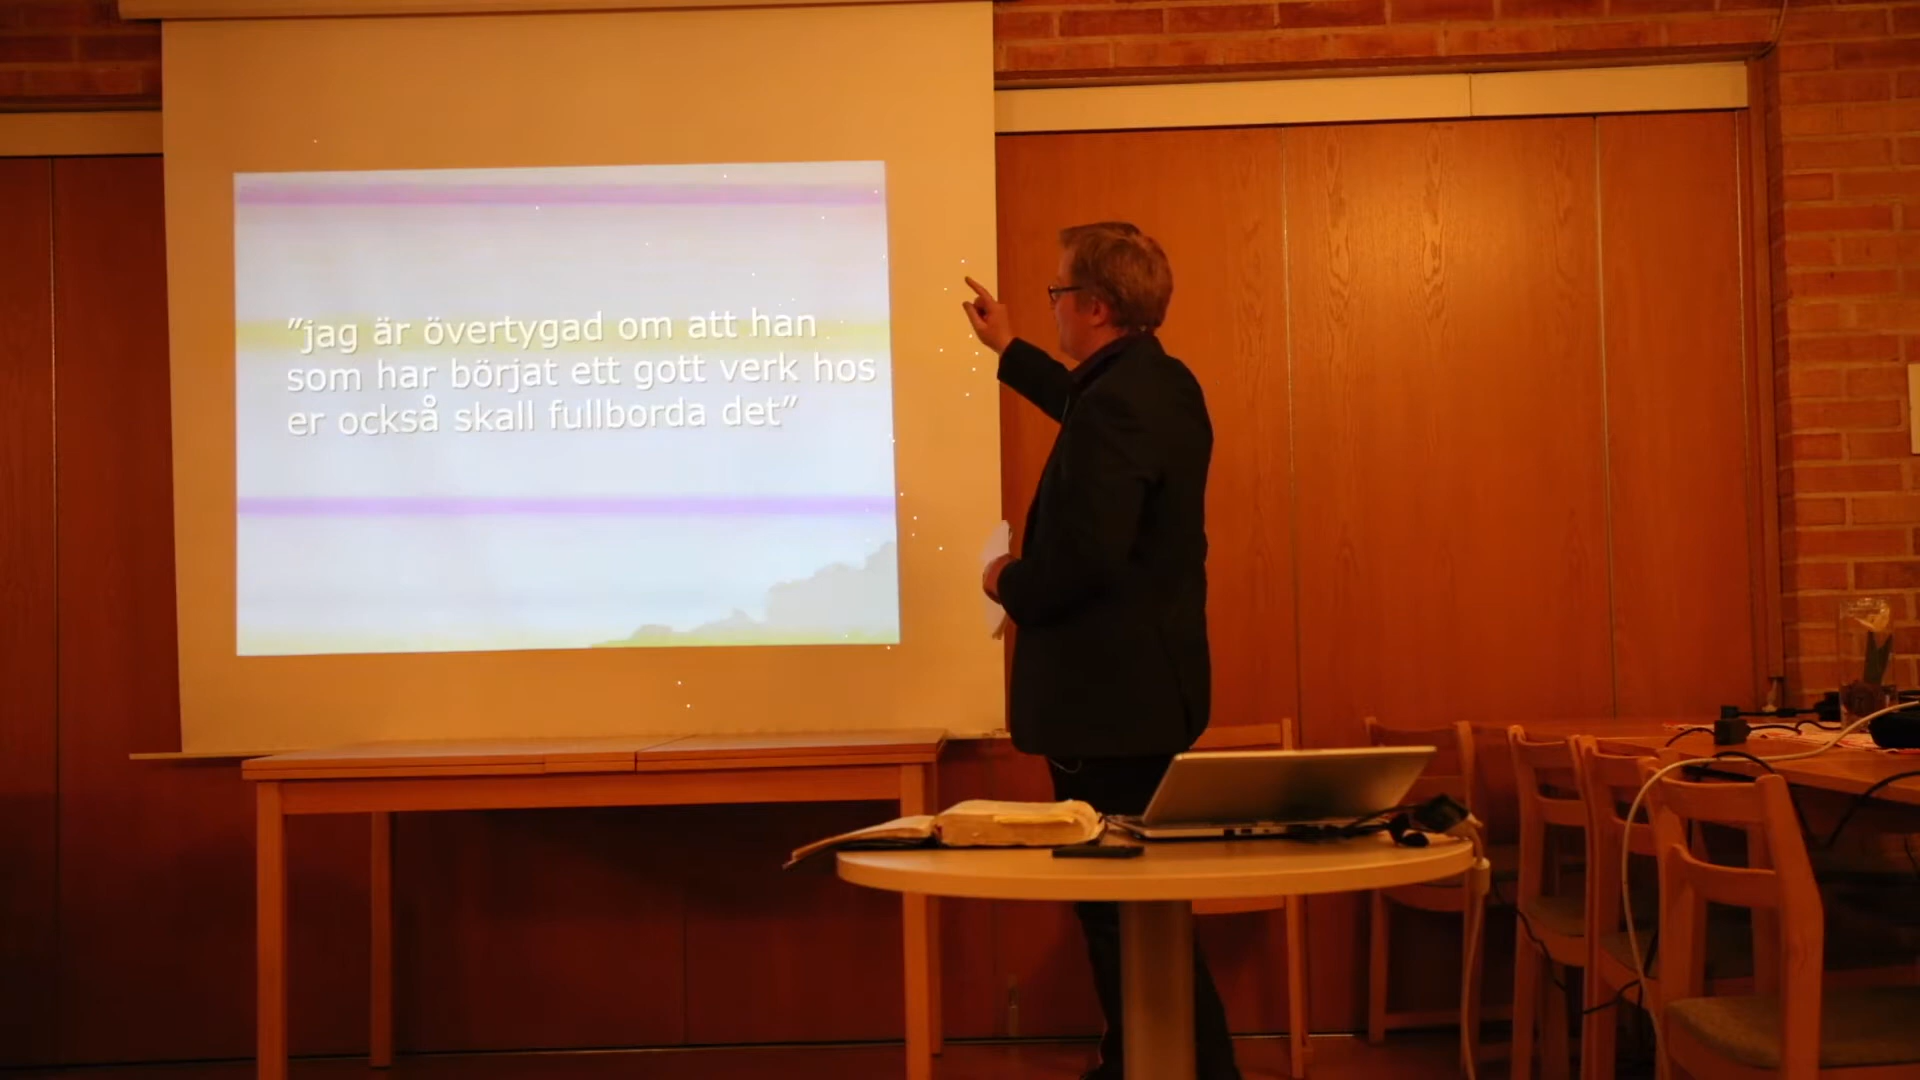 ”jag är övertygad om att han
som har börjat ett gott verk hos
er också skall fullborda det”